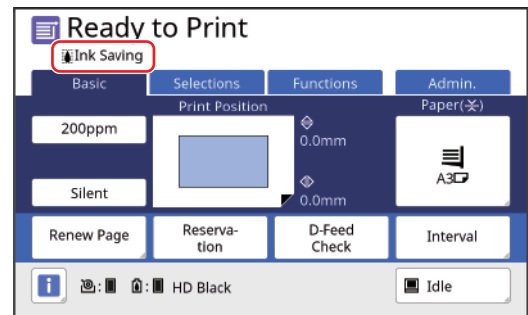 Ready to Print
Ink Saving
Basic Selections Functions Admin.
Print Position Paper( )
200ppm
0.0mm
A3
Silent
0.0mm
Renew Page Reserva- D-Feed Interval
tion Check
i : : HD Black Idle